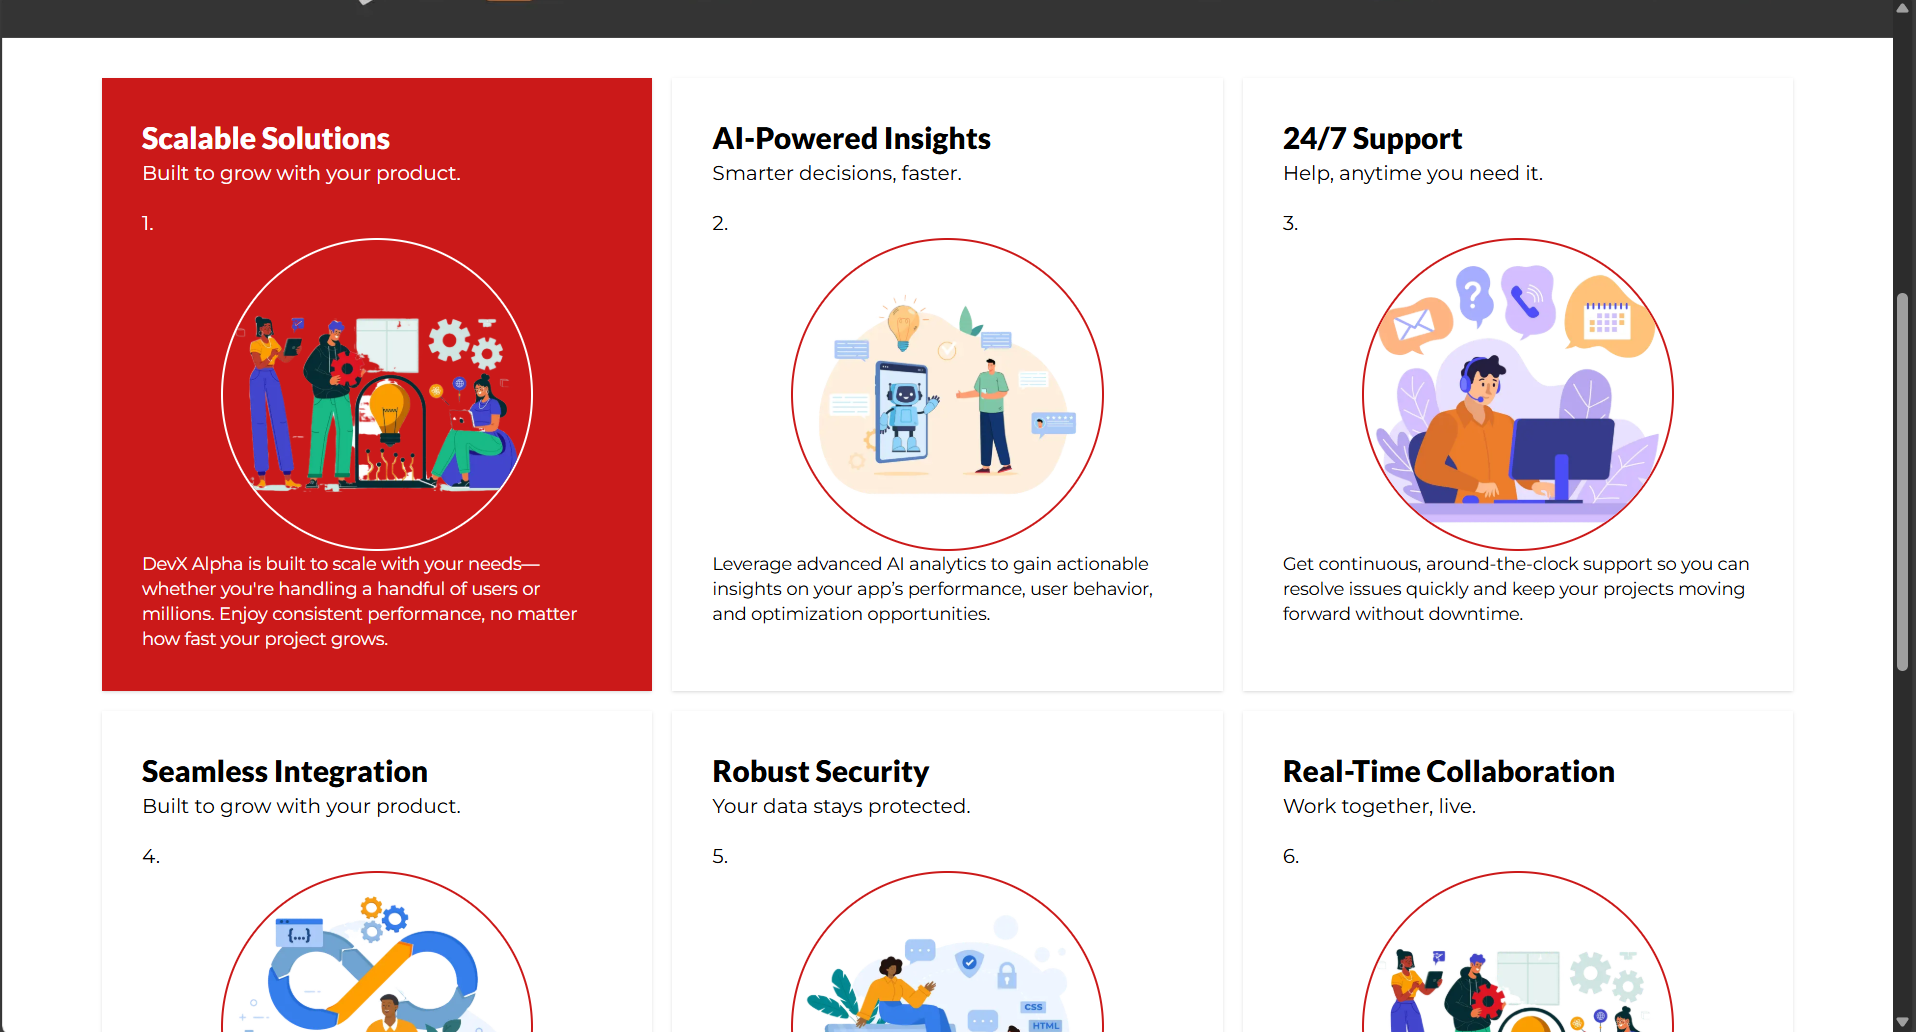 Scalable Solutions
Built to grow with your product.
1.
DevX Alpha is built to scale with your needs—
whether you're handling a handful of users or
millions. Enjoy consistent performance, no matter
how fast your project grows.
AI-Powered Insights
Smarter decisions, faster.
2.
Leverage advanced AI analytics to gain actionable
insights on your app’s performance, user behavior,
and optimization opportunities.
24/7 Support
Help, anytime you need it.
3.
?
Get continuous, around-the-clock support so you can
resolve issues quickly and keep your projects moving
forward without downtime.
Seamless Integration
Built to grow with your product.
4.
{...}
Robust Security
Your data stays protected.
5.
CSS
HTML
Real-Time Collaboration
Work together, live.
6.